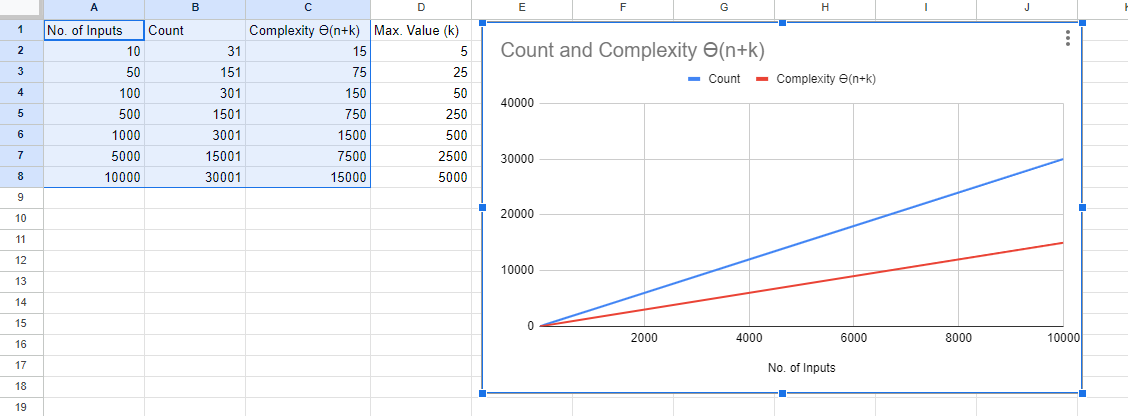 A B C D E F G H I J
1 No. of Inputs Count Complexity Ɵ(n+k) Max. Value (k)
2 10 31 15 5
3 50 151 75 25
4 100 301 150 50
5 500 1501 750 250
6 1000 3001 1500 500
7 5000 15001 7500 2500
8 10000 30001 15000 5000
9
10
11
12
13
14
15
16
17
18
19
Count and Complexity Ɵ(n+k)
Count Complexity Ɵ(n+k)
40000
30000
20000
10000
0
2000 4000 6000 8000 10000
No. of Inputs